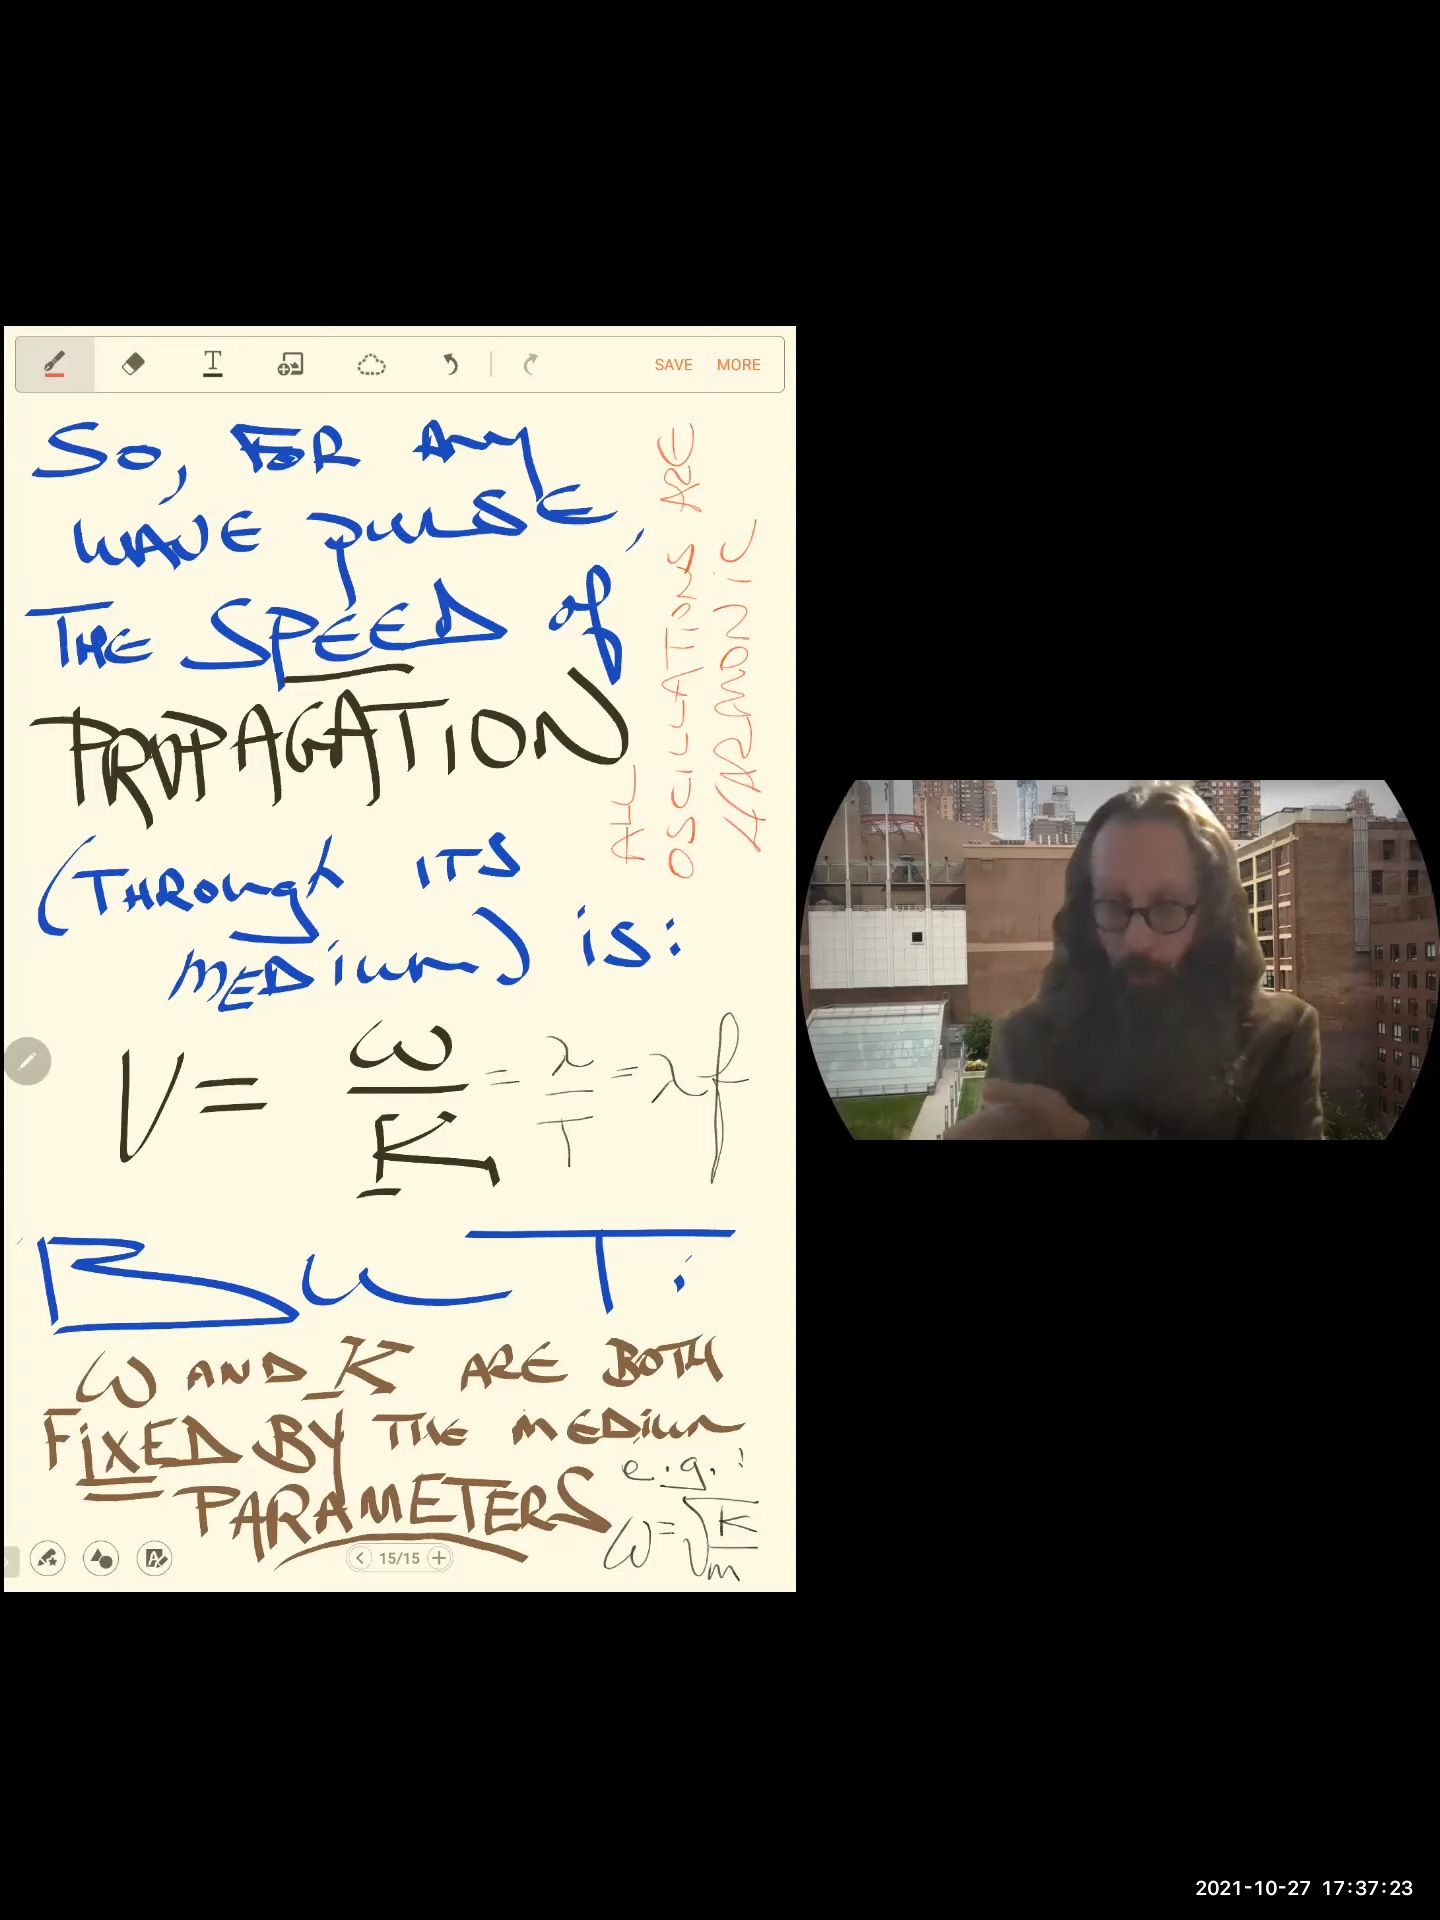 T
SAVE MORE
So, FOR Any
WAVE pulsE,
THE SPEED of
PROPAGATION
(THRough ITS
MEDium) is:
V = ω/K = λ/T = λf
BuT:
ω AND K ARE BOTH
FixED BY THE MEDium
PARAMETERS
e.g.:
ω = √K/m
ALL
OSCILLATIONS ARE
HARMONIC
15/15
2021-10-27 17:37:23